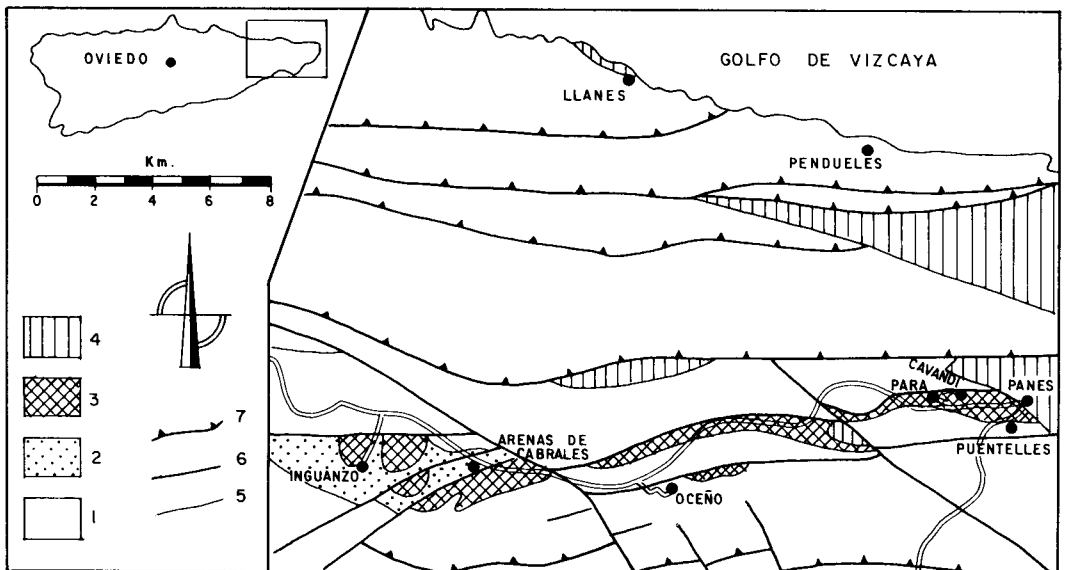 OVIEDO
GOLFO DE VIZCAYA
LLANES
PENDUELES
Km.
0 2 4 6 8
4
3
2
1
7
6
5
CAVANDI
PARA
PANES
PUENTELLES
ARENAS DE
CABRALES
INGUANZO
OCEÑO